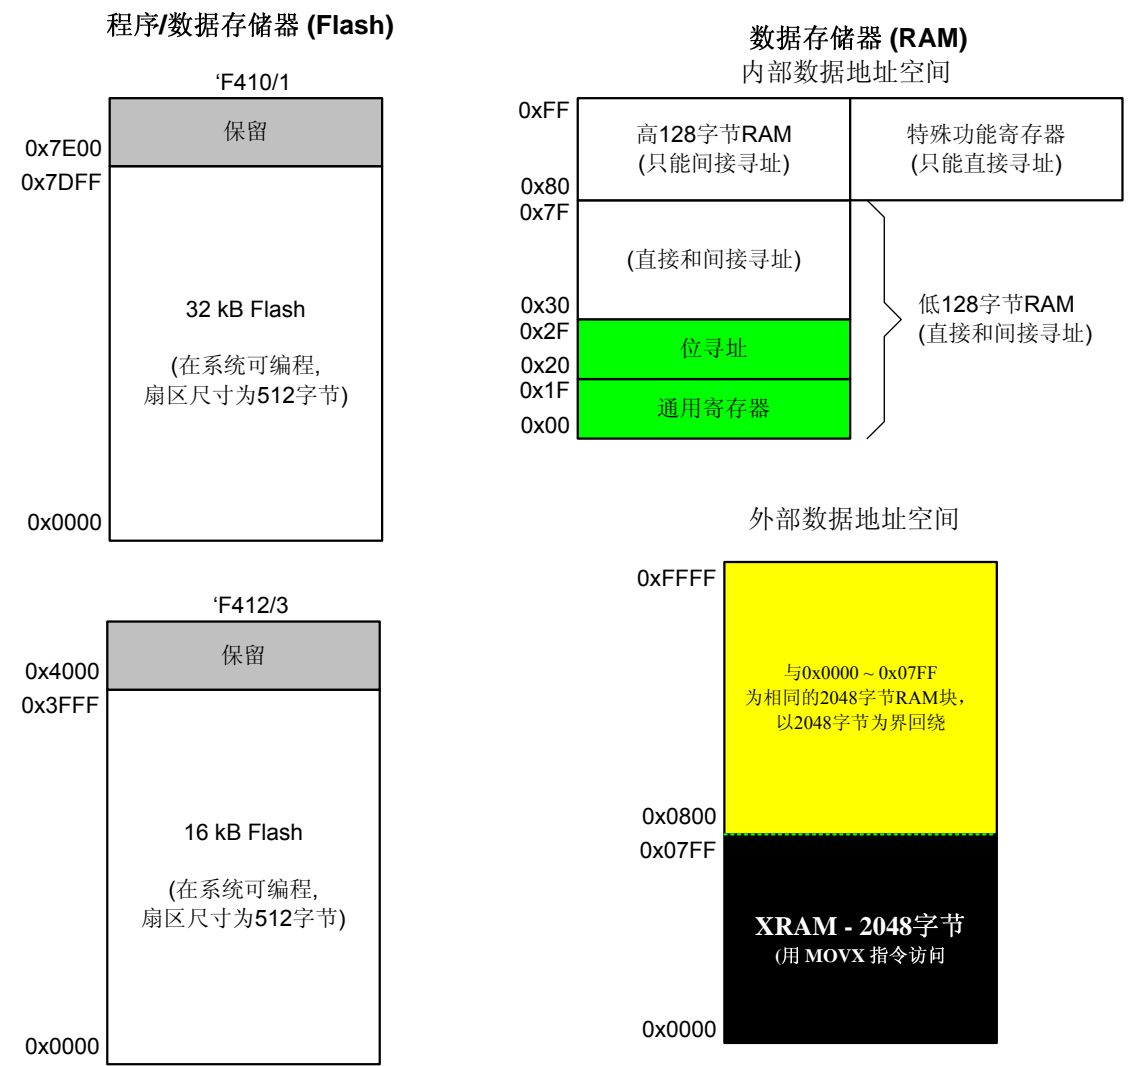 程序/数据存储器 (Flash)
‘F410/1
保留
0x7E00
0x7DFF
32 kB Flash
(在系统可编程,
扇区尺寸为512字节)
0x0000
‘F412/3
保留
0x4000
0x3FFF
16 kB Flash
(在系统可编程,
扇区尺寸为512字节)
0x0000
数据存储器 (RAM)
内部数据地址空间
0xFF
高128字节RAM
(只能间接寻址)
特殊功能寄存器
(只能直接寻址)
0x80
0x7F
(直接和间接寻址)
0x30
0x2F
位寻址
0x20
0x1F
通用寄存器
0x00
低128字节RAM
(直接和间接寻址)
外部数据地址空间
0xFFFF
与0x0000 ~ 0x07FF
为相同的2048字节RAM块，
以2048字节为界回绕
0x0800
0x07FF
XRAM - 2048字节
(用 MOVX 指令访问
0x0000